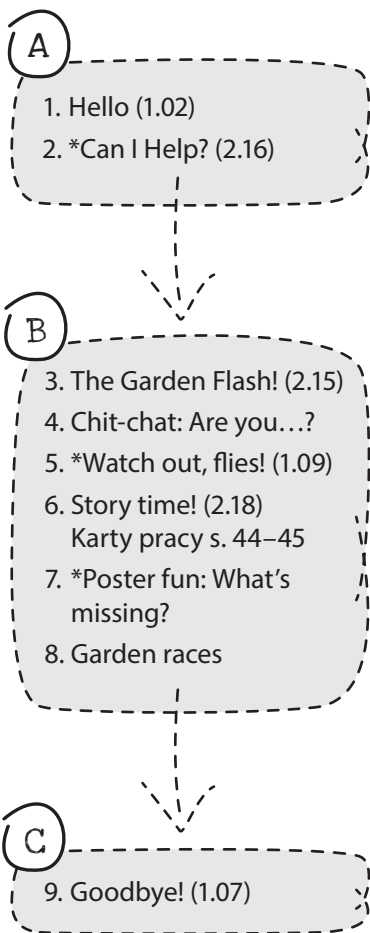 A
1. Hello (1.02)
2. *Can I Help? (2.16)
B
3. The Garden Flash! (2.15)
4. Chit-chat: Are you…?
5. *Watch out, flies! (1.09)
6. Story time! (2.18)
Karty pracy s. 44–45
7. *Poster fun: What's
missing?
8. Garden races
C
9. Goodbye! (1.07)